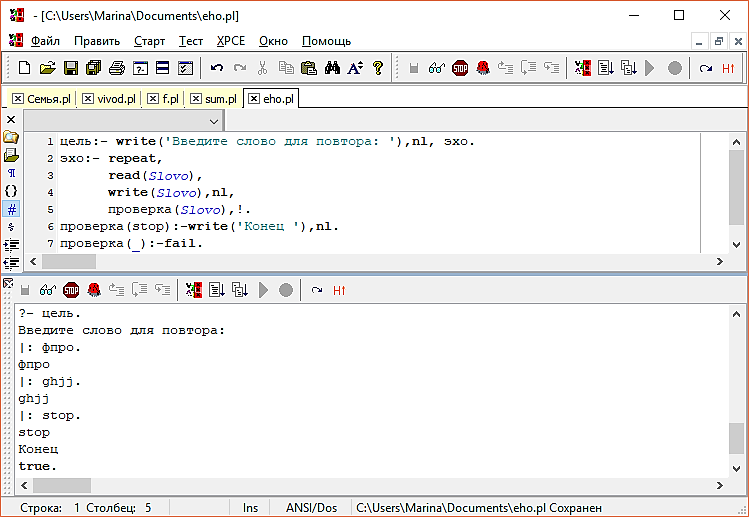 - [C:\Users\Marina\Documents\eho.pl]
Файл Править Старт Тест XPCE Окно Помощь
Семья.pl vivod.pl f.pl sum.pl eho.pl
1 цель:- write('Введите слово для повтора: '),nl, эхо.
2 эхо:- repeat,
3 read(Slovo),
4 write(Slovo),nl,
5 проверка(Slovo),!.
6 проверка(stop):-write('Конец '),nl.
7 проверка(_):-fail.
?- цель.
Введите слово для повтора:
|: фпро.
фпро
|: ghjj.
ghjj
|: stop.
stop
Конец
true.
Строка: 1 Столбец: 5 Ins ANSI/Dos C:\Users\Marina\Documents\eho.pl Сохранен